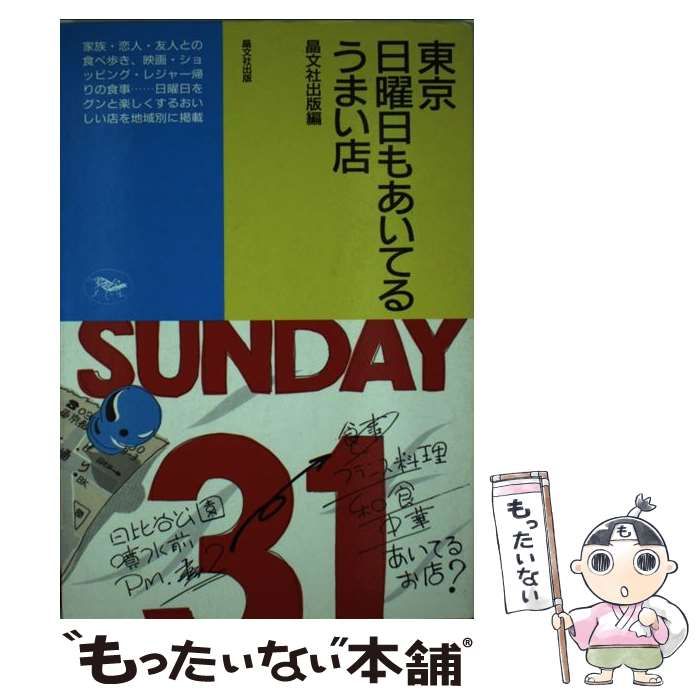 家族・恋人・友人との
食べ歩き、映画・ショ
ッピング・レジャー帰
りの食事……日曜日を
グンと楽しくするおい
しい店を地域別に掲載
晶文社出版
東京
日曜日もあいてる
うまい店
晶文社出版編
SUNDAY
31
日比谷公園
噴水前
PM.
2
食事
フランス料理
和食
中華
あいてる
お店?
もったいない
も
"もったいない本舗®